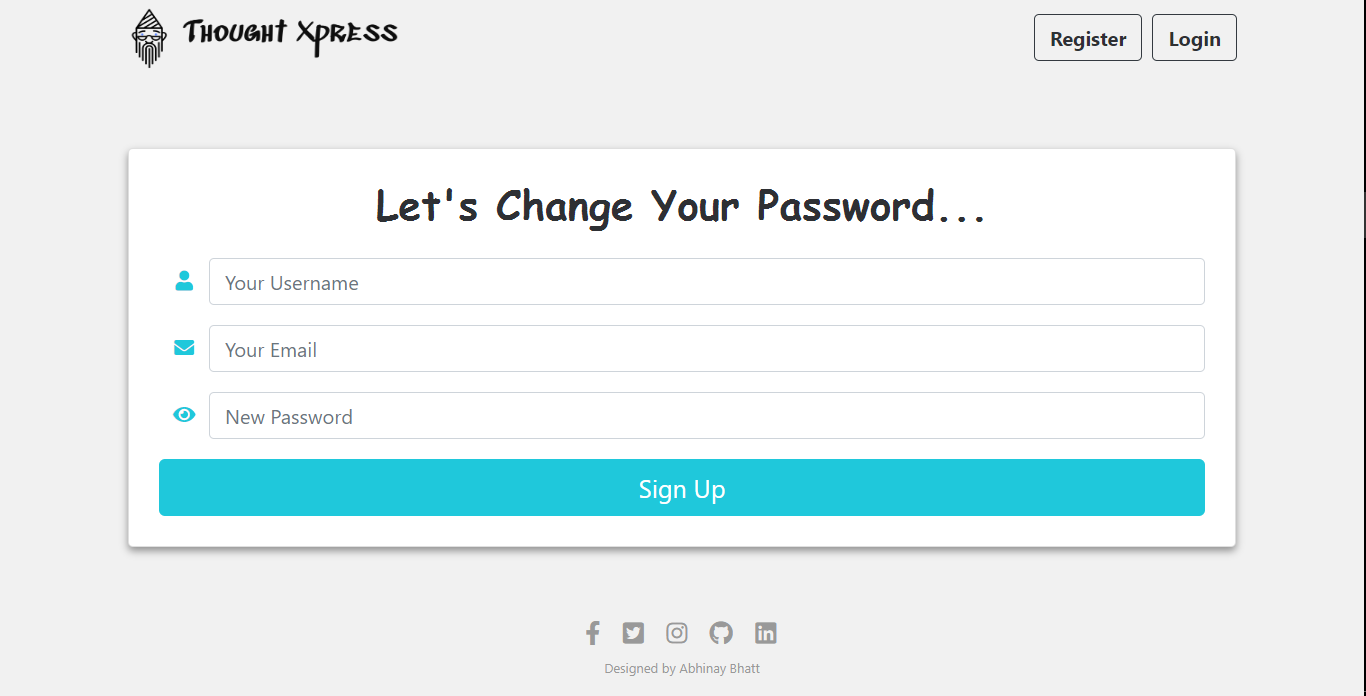 Thought Xpress
Register
Login
Let's Change Your Password...
Your Username
Your Email
New Password
Sign Up
Designed by Abhinay Bhatt